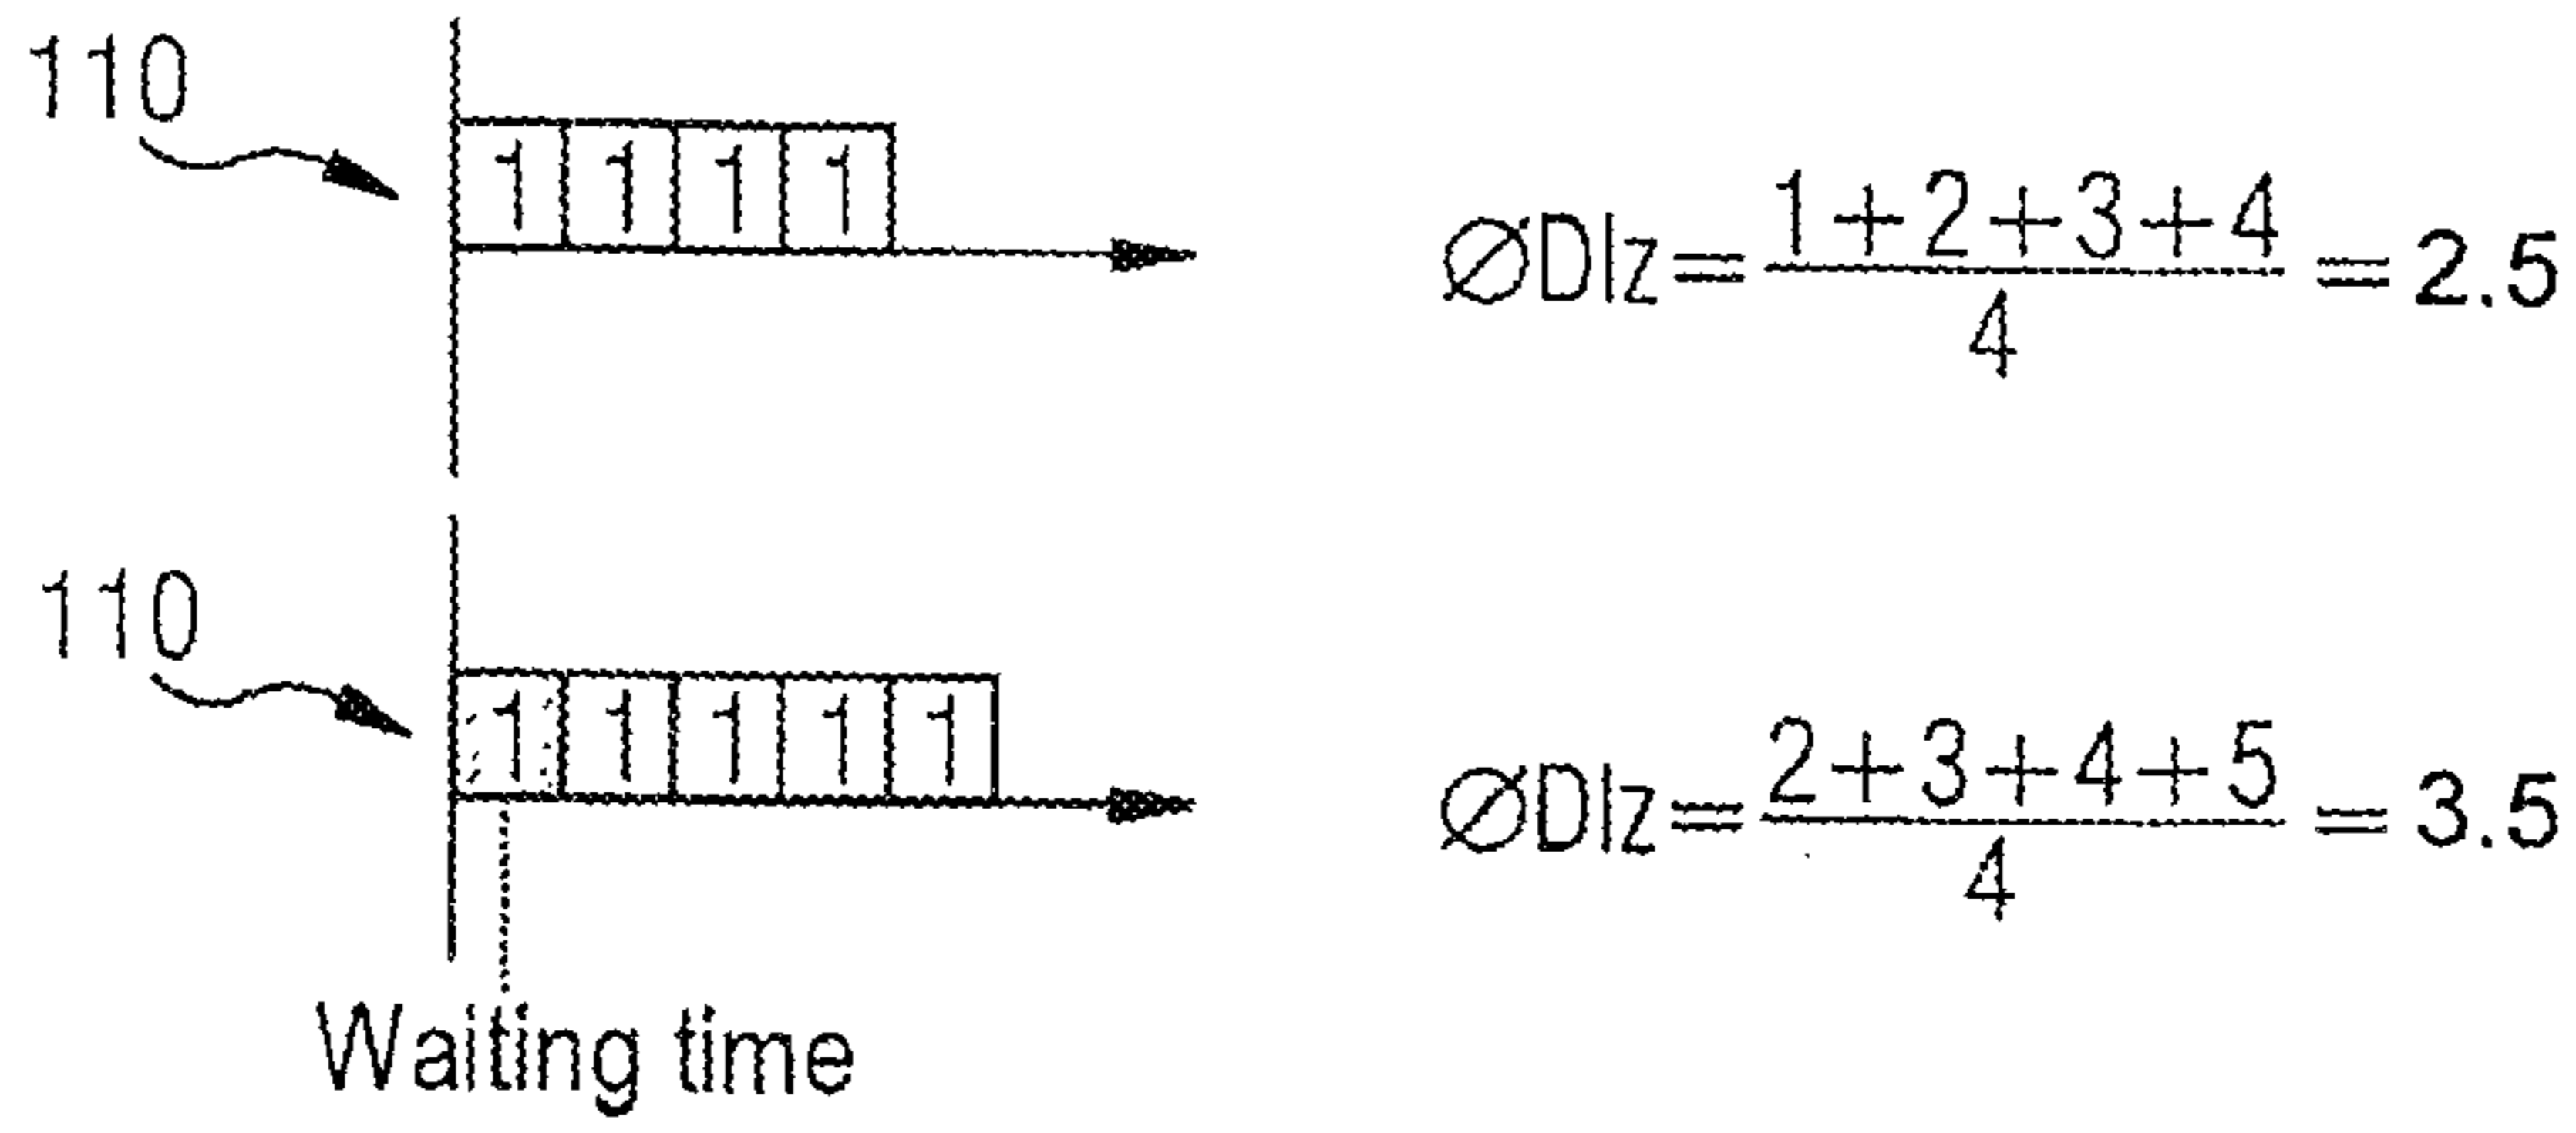 110
1 1 1 1
ØDlz = 1+2+3+4 / 4 = 2.5
110
1 1 1 1 1
ØDlz = 2+3+4+5 / 4 = 3.5
Waiting time